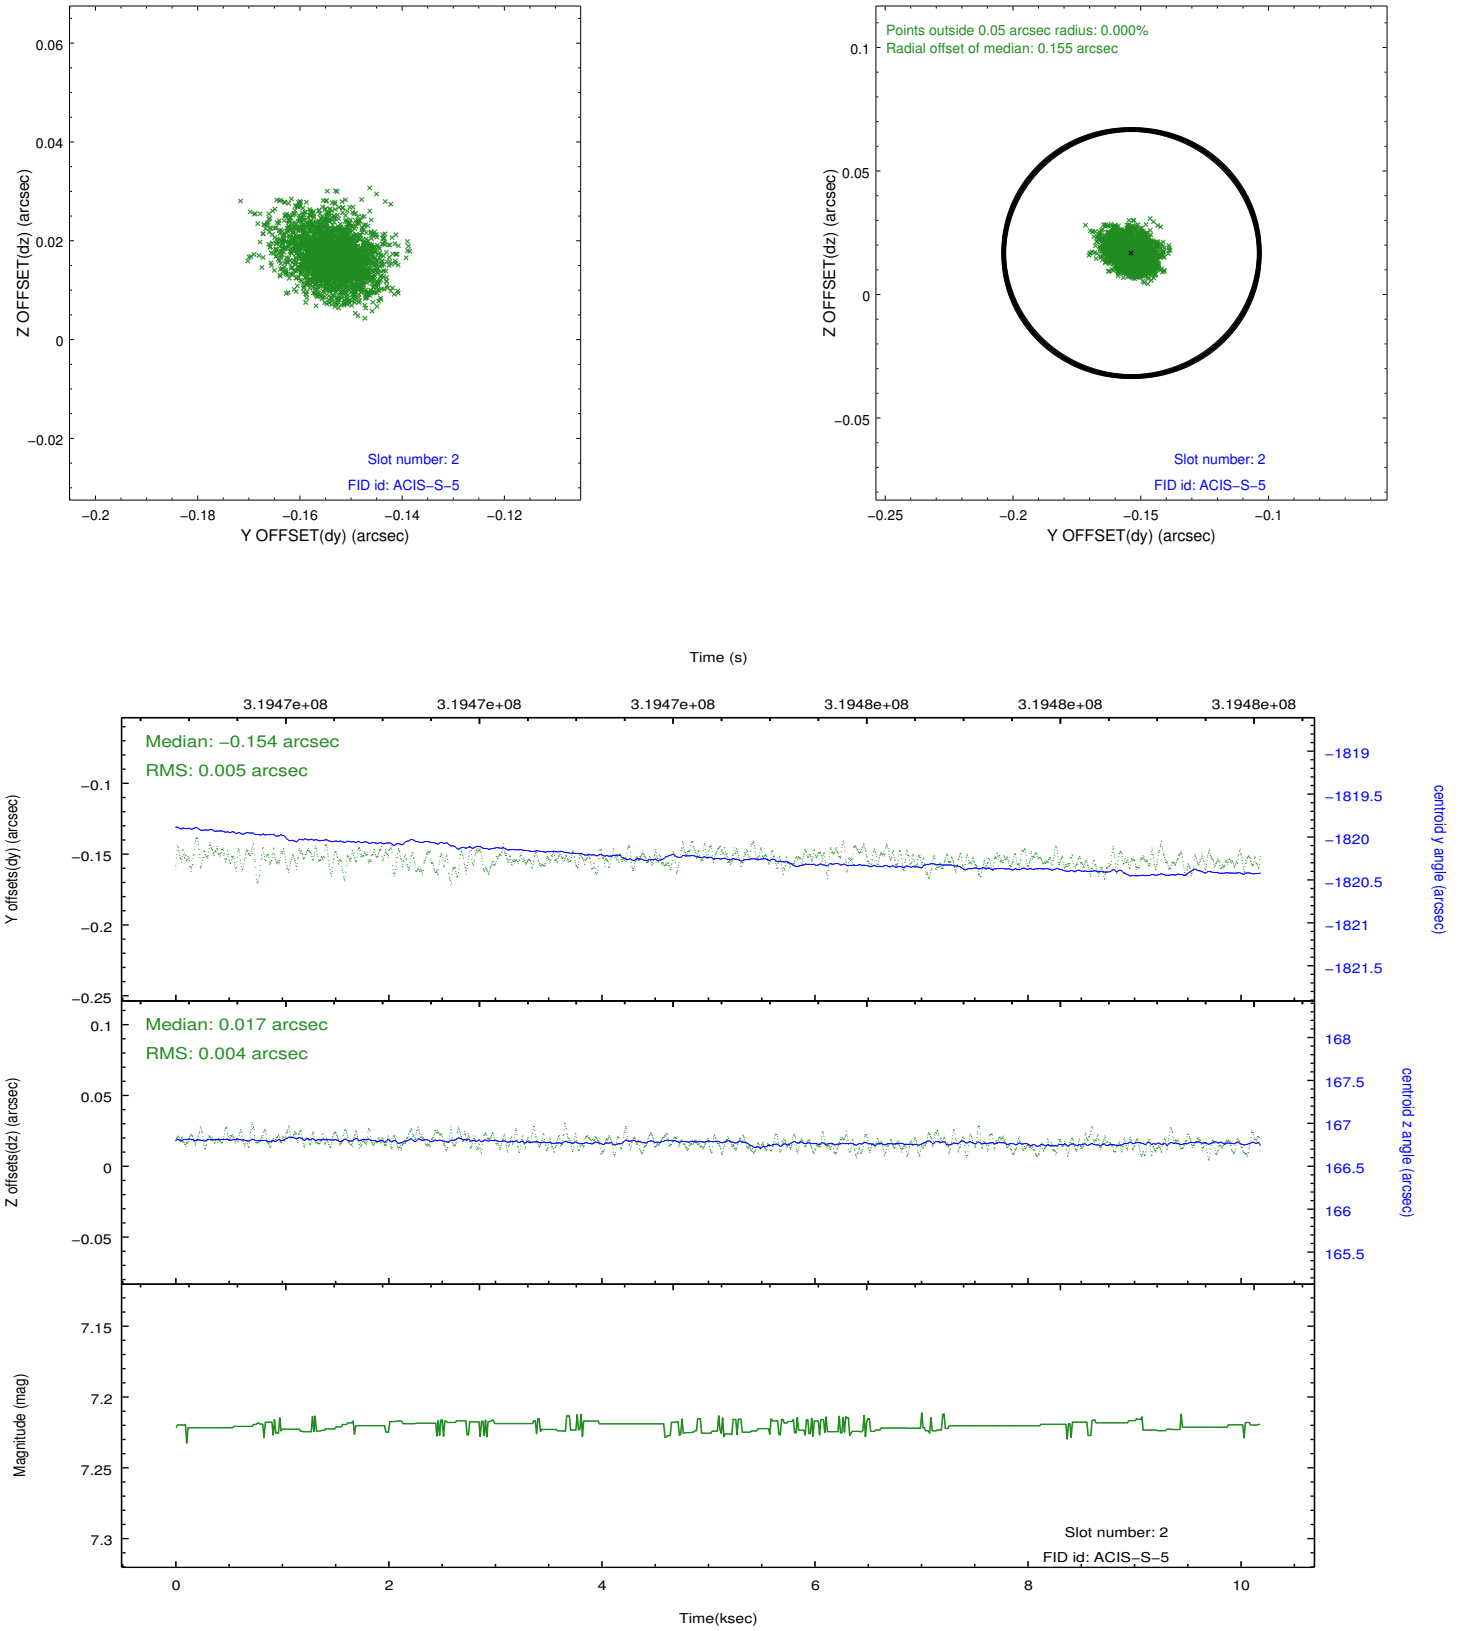 0.06
0.04
0.02
0
−0.02
Z OFFSET(dz) (arcsec)
Slot number: 2
FID id: ACIS−S−5
−0.2 −0.18 −0.16 −0.14 −0.12
Y OFFSET(dy) (arcsec)
Points outside 0.05 arcsec radius: 0.000%
Radial offset of median: 0.155 arcsec
0.1
0.05
0
−0.05
Z OFFSET(dz) (arcsec)
Slot number: 2
FID id: ACIS−S−5
−0.25 −0.2 −0.15 −0.1
Y OFFSET(dy) (arcsec)
Time (s)
3.1947e+08 3.1947e+08 3.1947e+08 3.1948e+08 3.1948e+08 3.1948e+08
Median: −0.154 arcsec
RMS: 0.005 arcsec
−0.1
−0.15
−0.2
−0.25
Y offsets(dy) (arcsec)
−1819
−1819.5
−1820
−1820.5
−1821
−1821.5
centroid y angle (arcsec)
Median: 0.017 arcsec
RMS: 0.004 arcsec
0.1
0.05
0
−0.05
Z offsets(dz) (arcsec)
168
167.5
167
166.5
166
165.5
centroid z angle (arcsec)
7.15
7.2
7.25
7.3
Magnitude (mag)
Slot number: 2
FID id: ACIS−S−5
0 2 4 6 8 10
Time(ksec)